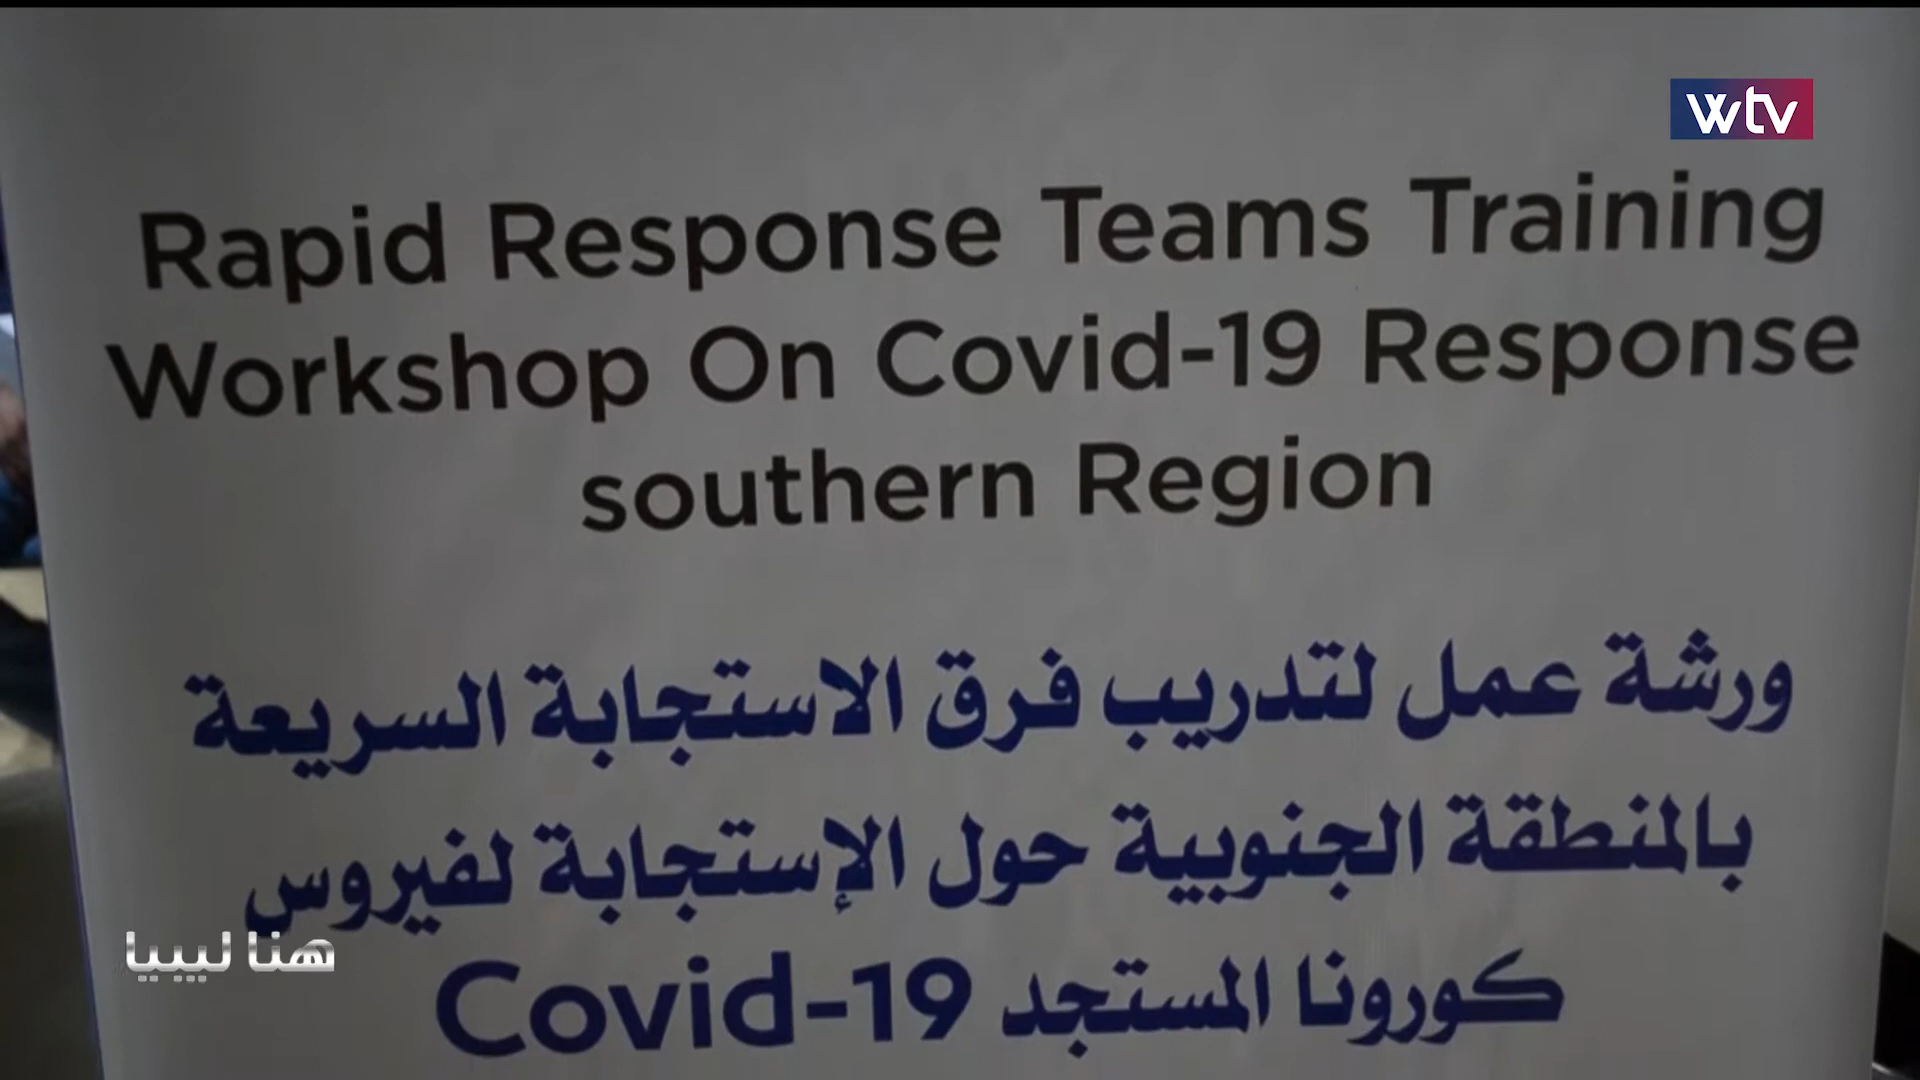 wtv
Rapid Response Teams Training
Workshop On Covid-19 Response
southern Region
ورشة عمل لتدريب فرق الاستجابة السريعة
بالمنطقة الجنوبية حول الإستجابة لفيروس
كورونا المستجد Covid-19
هنا ليبيا